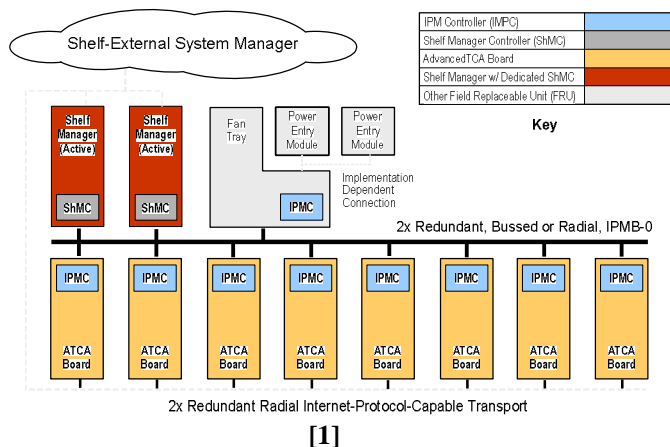 Shelf-External System Manager
IPM Controller (IMPC)
Shelf Manager Controller (ShMC)
AdvancedTCA Board
Shelf Manager w/ Dedicated ShMC
Other Field Replaceable Unit (FRU)
Key
Shelf
Manager
(Active)
ShMC
Shelf
Manager
(Active)
ShMC
Fan
Tray
IPMC
Power
Entry
Module
Power
Entry
Module
Implementation
Dependent
Connection
2x Redundant, Bussed or Radial, IPMB-0
IPMC
ATCA
Board
IPMC
ATCA
Board
IPMC
ATCA
Board
IPMC
ATCA
Board
IPMC
ATCA
Board
IPMC
ATCA
Board
IPMC
ATCA
Board
IPMC
ATCA
Board
2x Redundant Radial Internet-Protocol-Capable Transport
[1]